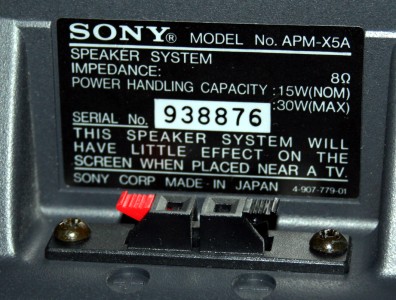 SONY® MODEL No. APM-X5A
SPEAKER SYSTEM
IMPEDANCE: 8Ω
POWER HANDLING CAPACITY :15W(NOM)
:30W(MAX)
SERIAL No. 938876
THIS SPEAKER SYSTEM WILL
HAVE LITTLE EFFECT ON THE
SCREEN WHEN PLACED NEAR A TV.
SONY CORP MADE IN JAPAN 4-907-779-01